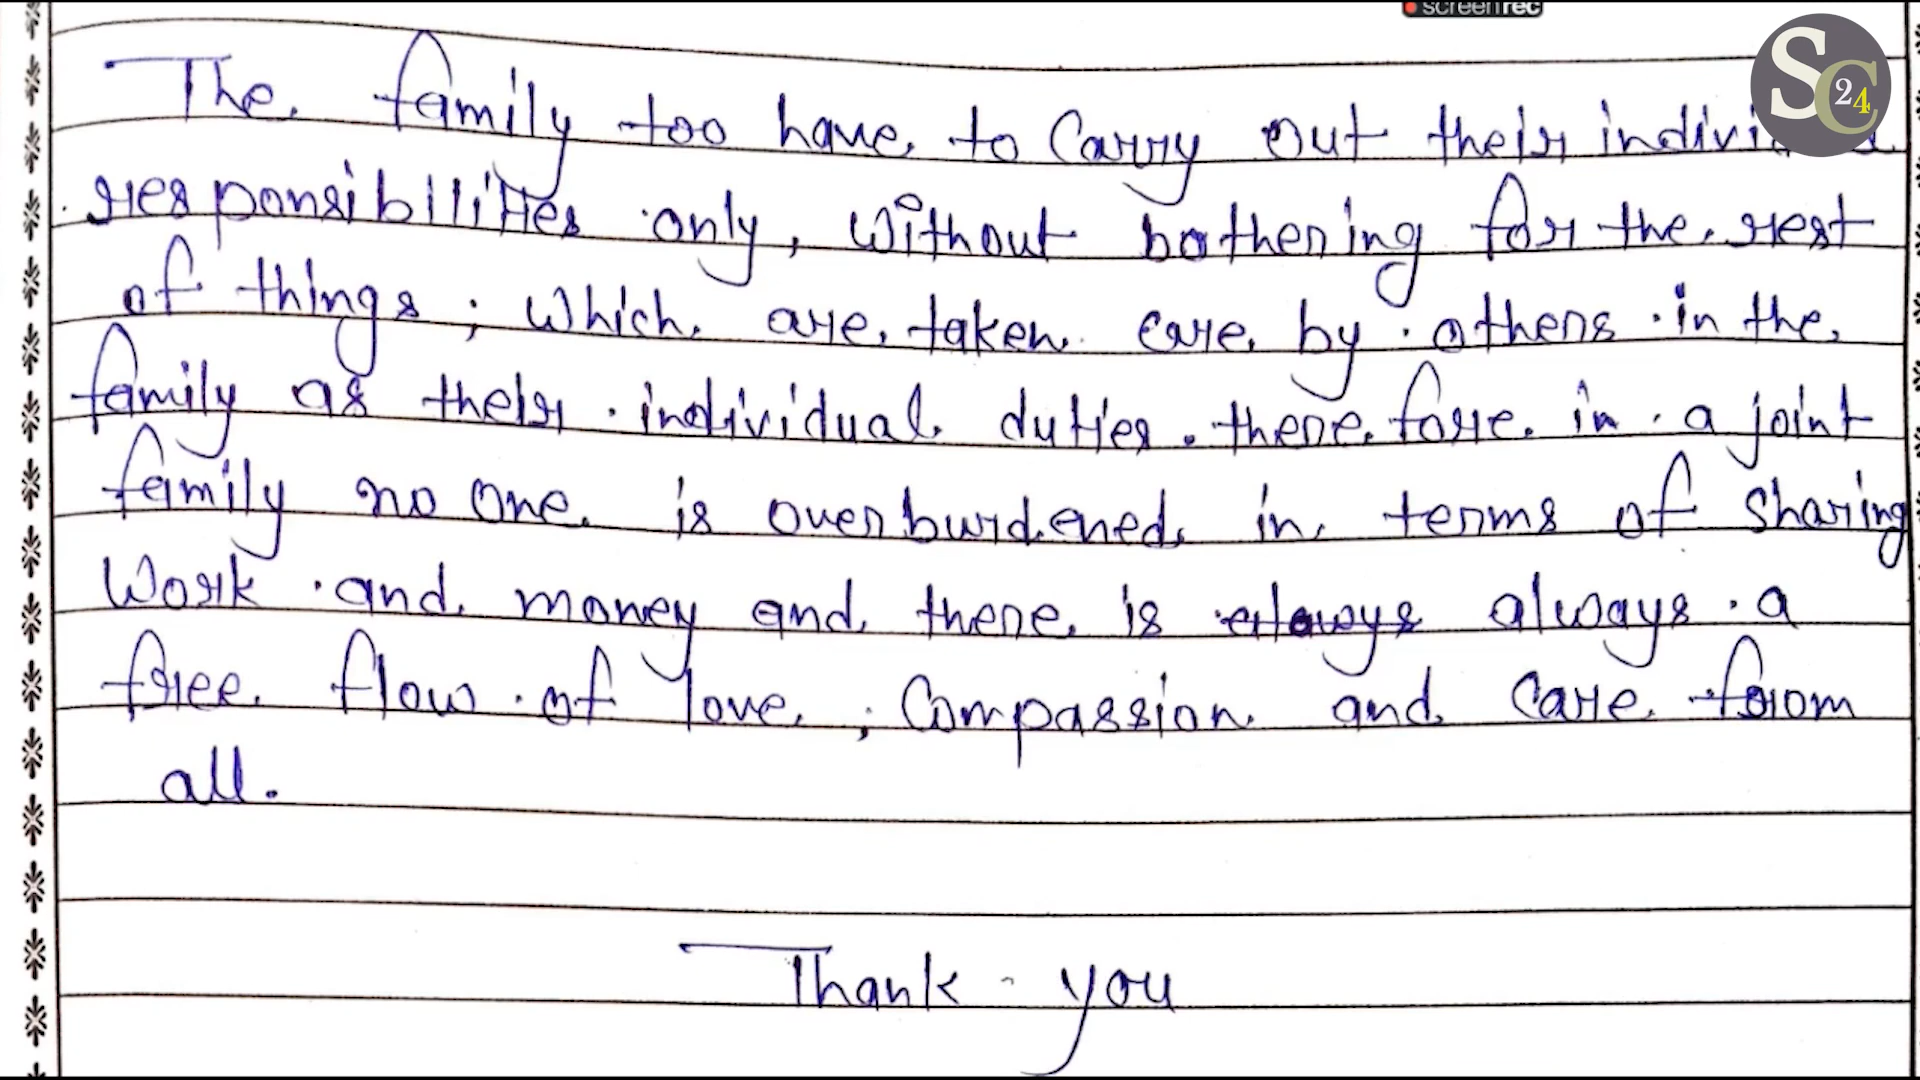 screenrec
SC24
The family too have to Carry out their individual
responsibilities only, Without bothering for the rest
of things ; Which are taken care by others in the
family as their individual duties. therefore in a joint
family no one is overburdened in terms of sharing
Work and money and there is always a
free flow of love, Compassion and Care from
all.
Thank you